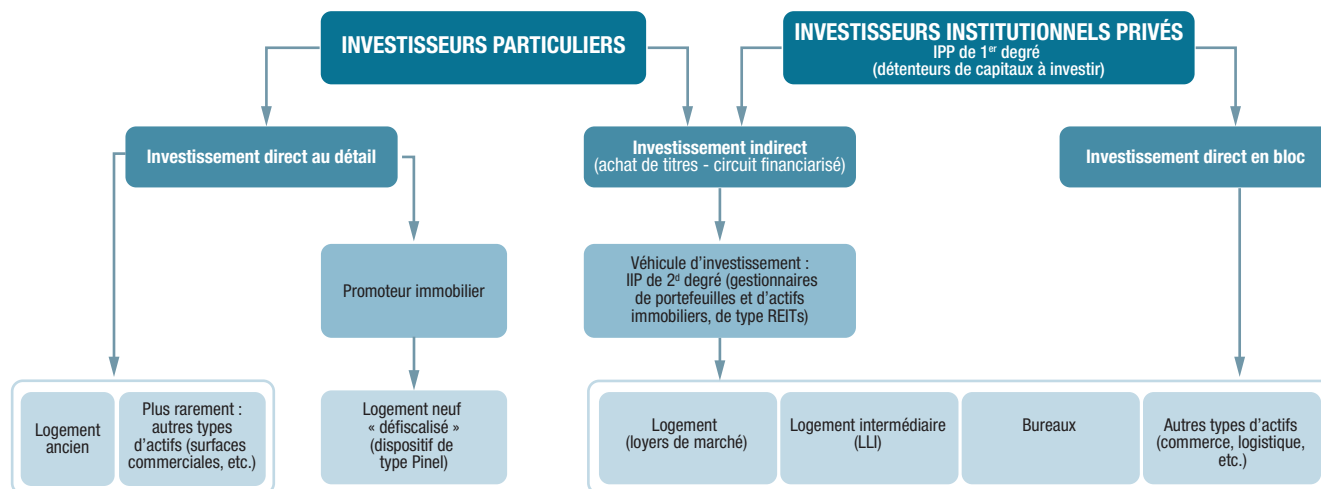 INVESTISSEURS PARTICULIERS
INVESTISSEURS INSTITUTIONNELS PRIVÉS
IPP de 1er degré
(détenteurs de capitaux à investir)
Investissement direct au détail
Investissement indirect
(achat de titres - circuit financiarisé)
Investissement direct en bloc
Promoteur immobilier
Véhicule d’investissement :
IIP de 2d degré (gestionnaires
de portefeuilles et d’actifs
immobiliers, de type REITs)
Logement
ancien
Plus rarement :
autres types
d’actifs (surfaces
commerciales, etc.)
Logement neuf
« défiscalisé »
(dispositif de
type Pinel)
Logement
(loyers de marché)
Logement intermédiaire
(LLI)
Bureaux
Autres types d’actifs
(commerce, logistique,
etc.)